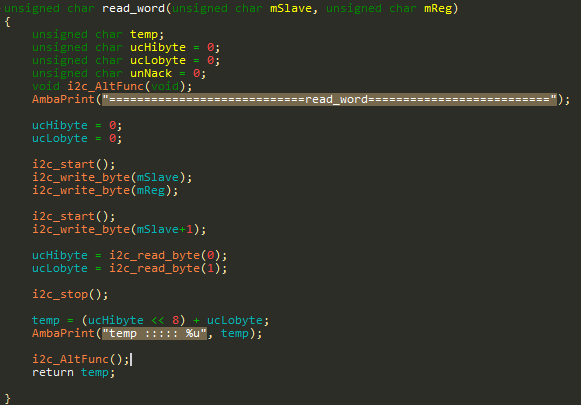 unsigned char read_word(unsigned char mSlave, unsigned char mReg)
{
    unsigned char temp;
    unsigned char ucHibyte = 0;
    unsigned char ucLobyte = 0;
    unsigned char unNack = 0;
    void i2c_AltFunc(void);
    AmbaPrint("============================read_word==========================");

    ucHibyte = 0;
    ucLobyte = 0;

    i2c_start();
    i2c_write_byte(mSlave);
    i2c_write_byte(mReg);

    i2c_start();
    i2c_write_byte(mSlave+1);

    ucHibyte = i2c_read_byte(0);
    ucLobyte = i2c_read_byte(1);

    i2c_stop();

    temp = (ucHibyte << 8) + ucLobyte;
    AmbaPrint("temp ::::: %u", temp);

    i2c_AltFunc();
    return temp;

}